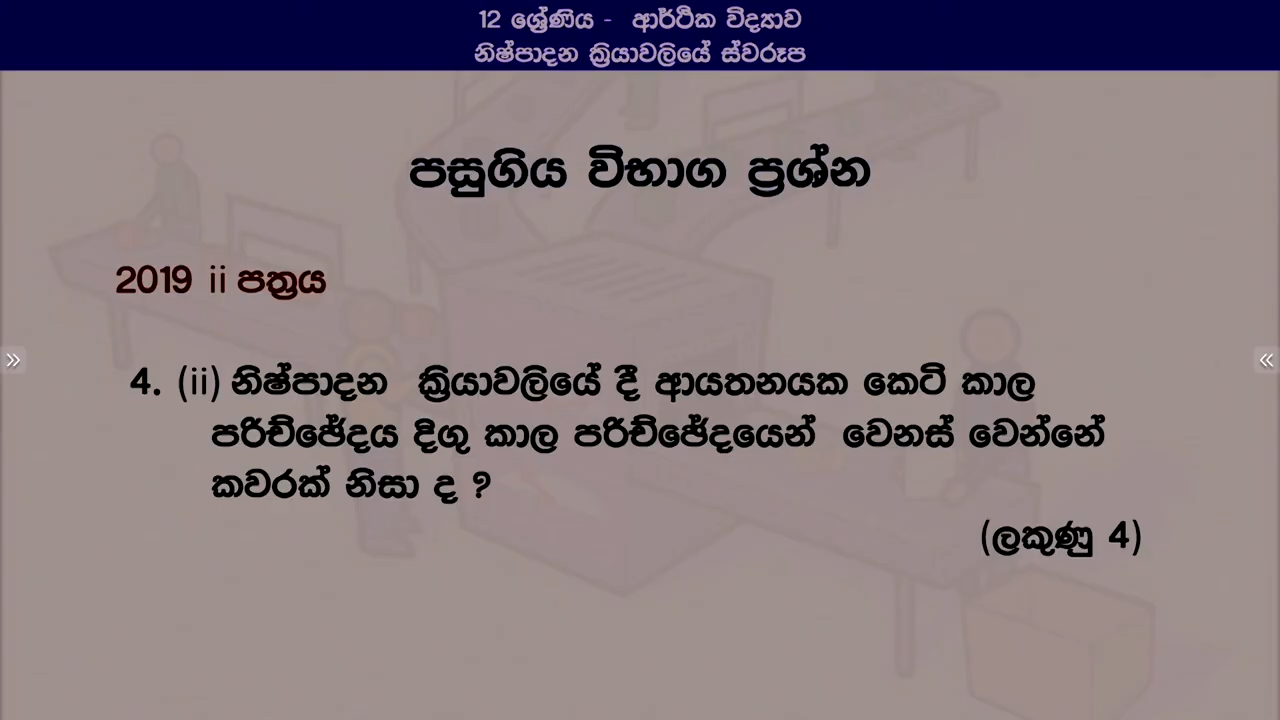 12 ශ්‍රේණිය - ආර්ථික විද්‍යාව
නිෂ්පාදන ක්‍රියාවලියේ ස්වරූප
පසුගිය විභාග ප්‍රශ්න
2019 ii පත්‍රය
4. (ii) නිෂ්පාදන ක්‍රියාවලියේ දී ආයතනයක කෙටි කාල
පරිච්ඡේදය දිගු කාල පරිච්ඡේදයෙන් වෙනස් වෙන්නේ
කවරක් නිසා ද ?
(ලකුණු 4)